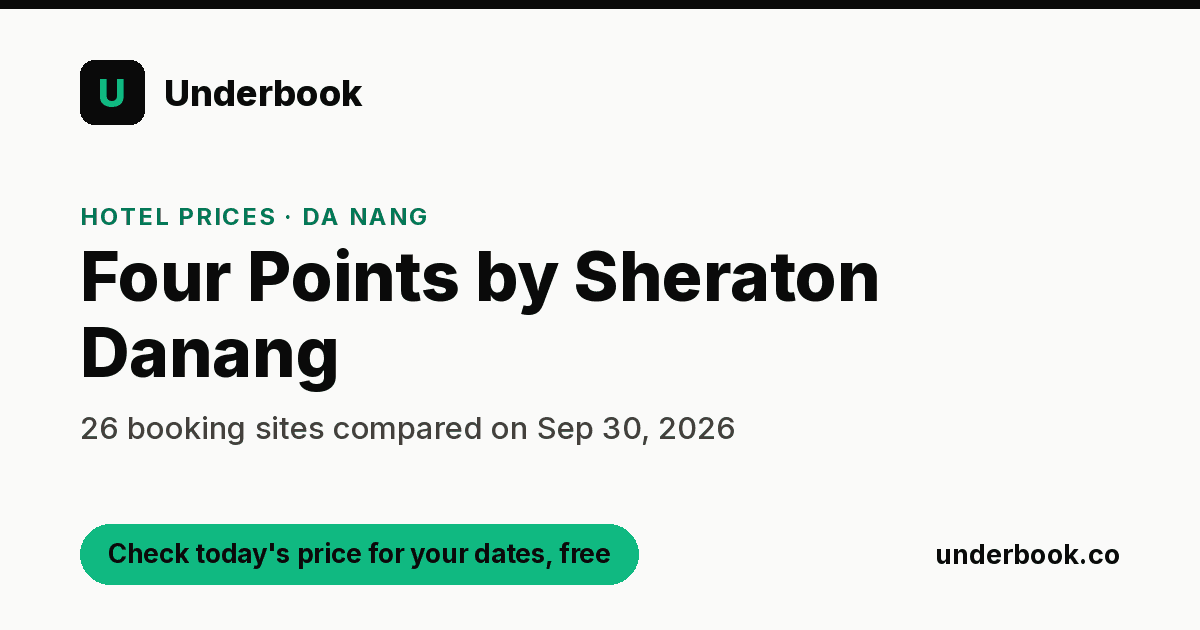 U Underbook
HOTEL PRICES · DA NANG
Four Points by Sheraton
Danang
26 booking sites compared on Sep 30, 2026
Check today's price for your dates, free
underbook.co